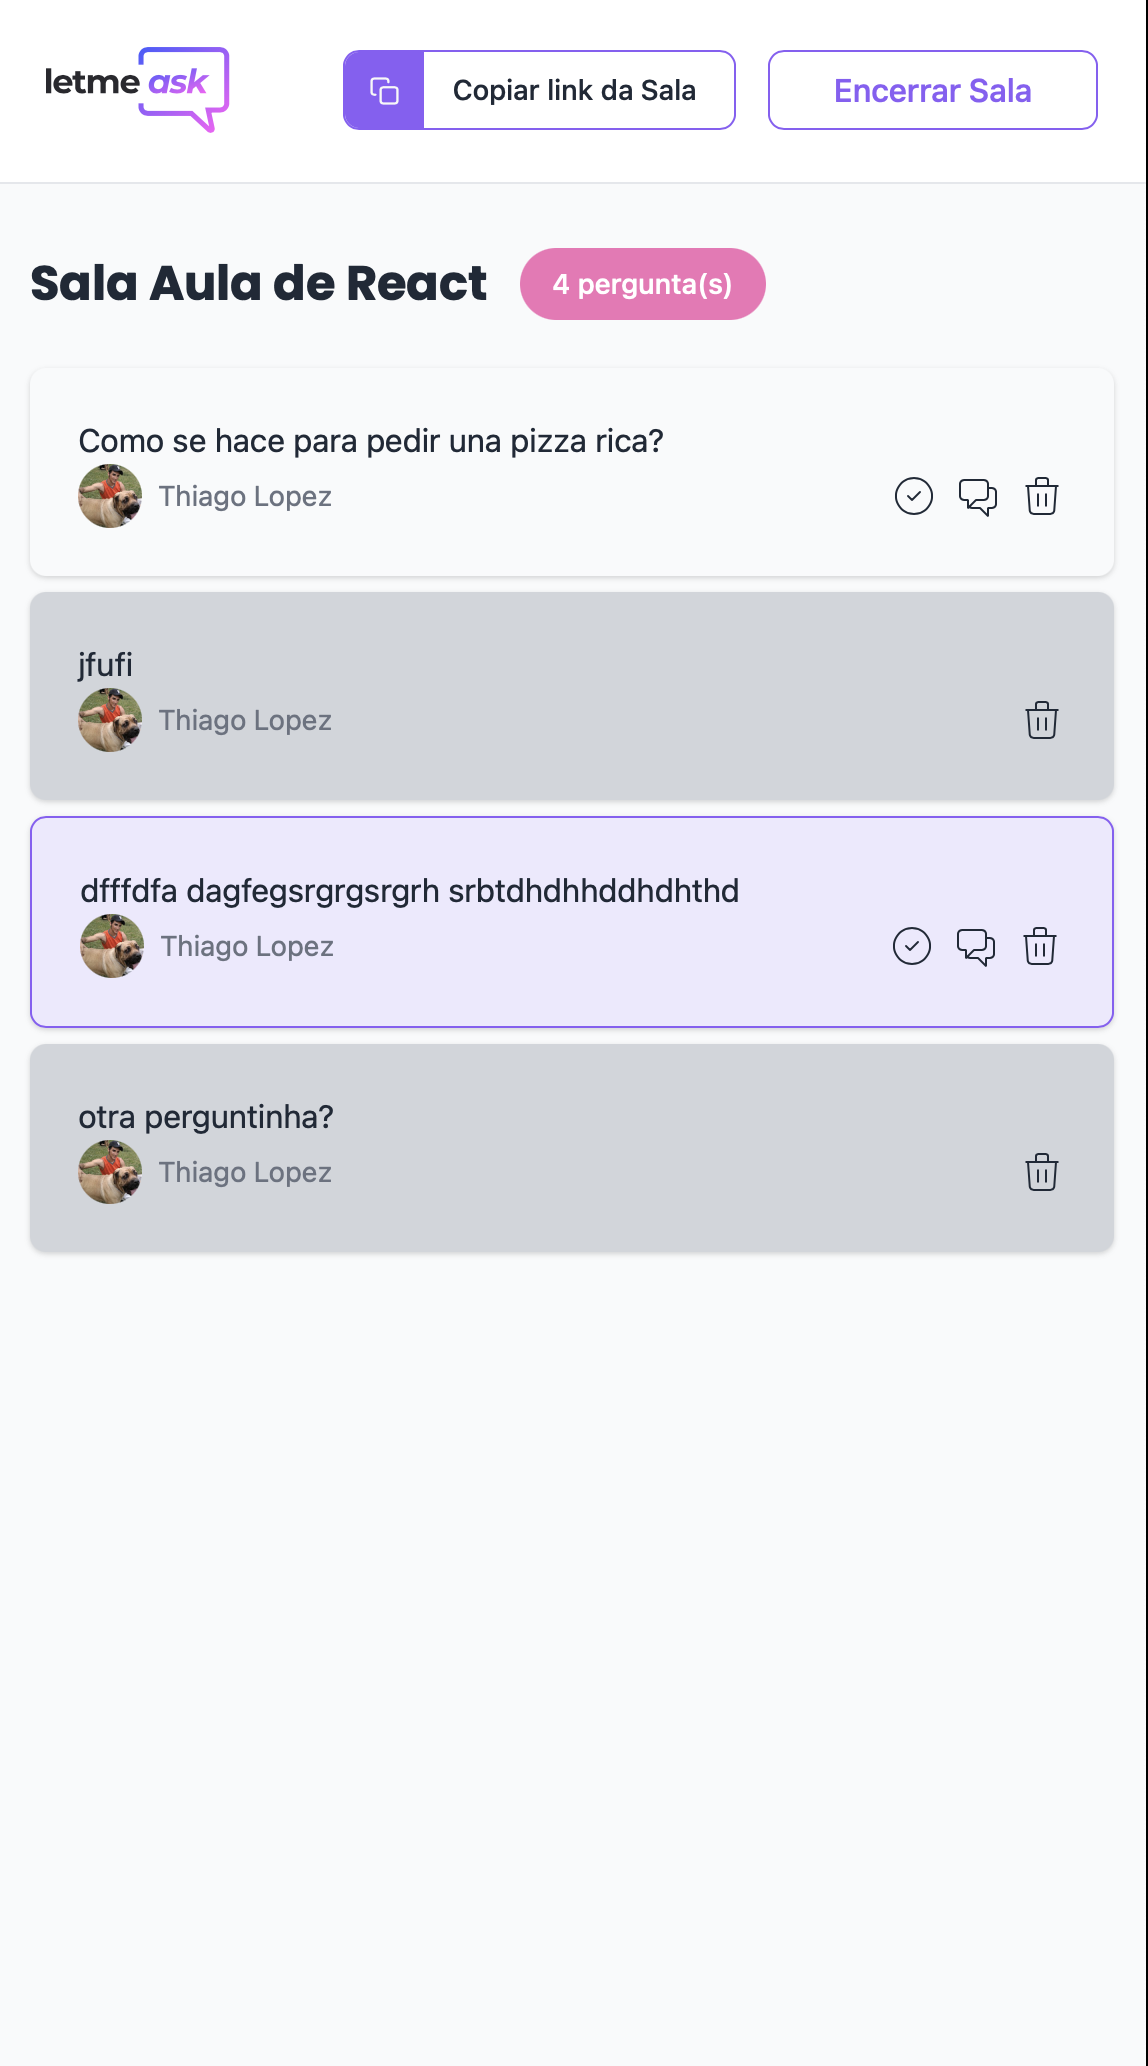 letme ask
Copiar link da Sala
Encerrar Sala
Sala Aula de React
4 pergunta(s)
Como se hace para pedir una pizza rica?
Thiago Lopez
jfufi
Thiago Lopez
dfffdfa dagfegsrgrgsrgrh srbtdhdhhddhdhthd
Thiago Lopez
otra perguntinha?
Thiago Lopez